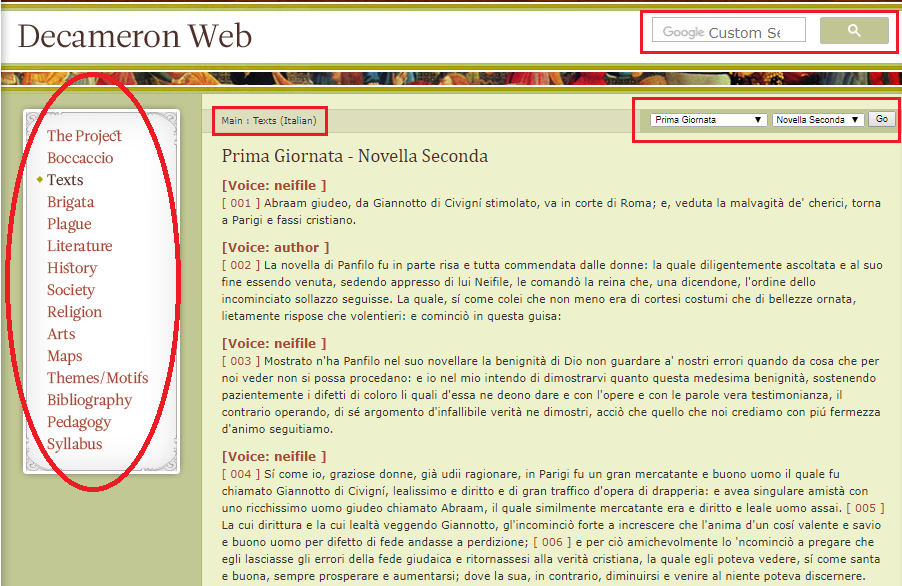 Decameron Web
Google Custom Se
The Project
Boccaccio
Texts
Brigata
Plague
Literature
History
Society
Religion
Arts
Maps
Themes/Motifs
Bibliography
Pedagogy
Syllabus
Main : Texts (Italian)
Prima Giornata ▼ Novella Seconda ▼ Go
Prima Giornata - Novella Seconda
[Voice: neifile ]
[ 001 ] Abraam giudeo, da Giannotto di Civigní stimolato, va in corte di Roma; e, veduta la malvagità de' cherici, torna
a Parigi e fassi cristiano.
[Voice: author ]
[ 002 ] La novella di Panfilo fu in parte risa e tutta commendata dalle donne: la quale diligentemente ascoltata e al suo
fine essendo venuta, sedendo appresso di lui Neifile, le comandò la reina che, una dicendone, l'ordine dello
incominciato sollazzo seguisse. La quale, sí come colei che non meno era di cortesi costumi che di bellezze ornata,
lietamente rispose che volentieri: e cominciò in questa guisa:
[Voice: neifile ]
[ 003 ] Mostrato n'ha Panfilo nel suo novellare la benignità di Dio non guardare a' nostri errori quando da cosa che per
noi veder non si possa procedano: e io nel mio intendo di dimostrarvi quanto questa medesima benignità, sostenendo
pazientemente i difetti di coloro li quali d'essa ne deono dare e con l'opere e con le parole vera testimonianza, il
contrario operando, di sé argomento d'infallibile verità ne dimostri, acciò che quello che noi crediamo con piú fermezza
d'animo seguitiamo.
[Voice: neifile ]
[ 004 ] Sí come io, graziose donne, già udii ragionare, in Parigi fu un gran mercatante e buono uomo il quale fu
chiamato Giannotto di Civigní, lealissimo e diritto e di gran traffico d'opera di drapperia: e avea singulare amistà con
uno ricchissimo uomo giudeo chiamato Abraam, il quale similmente mercatante era e diritto e leale uomo assai. [ 005 ]
La cui dirittura e la cui lealtà veggendo Giannotto, gl'incominciò forte a increscere che l'anima d'un cosí valente e savio
e buono uomo per difetto di fede andasse a perdizione; [ 006 ] e per ciò amichevolmente lo 'ncominciò a pregare che
egli lasciasse gli errori della fede giudaica e ritornassesi alla verità cristiana, la quale egli poteva vedere, sí come santa
e buona, sempre prosperare e aumentarsi; dove la sua, in contrario, diminuirsi e venire al niente poteva discernere.